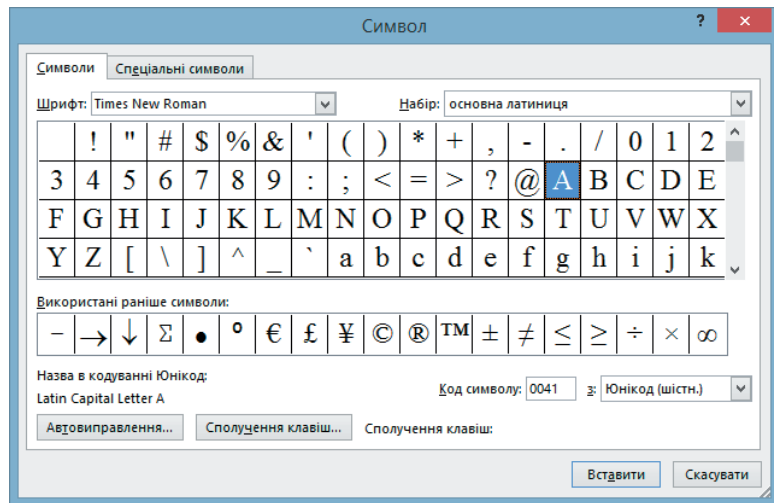 Символ ? ×
Символи Спеціальні символи
Шрифт: Times New Roman Набір: основна латиниця
! " # $ % & ' ( ) * + , - . / 0 1 2
3 4 5 6 7 8 9 : ; < = > ? @ A B C D E
F G H I J K L M N O P Q R S T U V W X
Y Z [ \ ] ^ _ ` a b c d e f g h i j k
Використані раніше символи:
– → ↓ Σ ● º € £ ¥ © ® ™ ± ≠ ≤ ≥ ÷ × ∞
Назва в кодуванні Юнікод:
Latin Capital Letter A
Код символу: 0041 з: Юнікод (шістн.)
Автовиправлення... Сполучення клавіш... Сполучення клавіш:
Вставити Скасувати